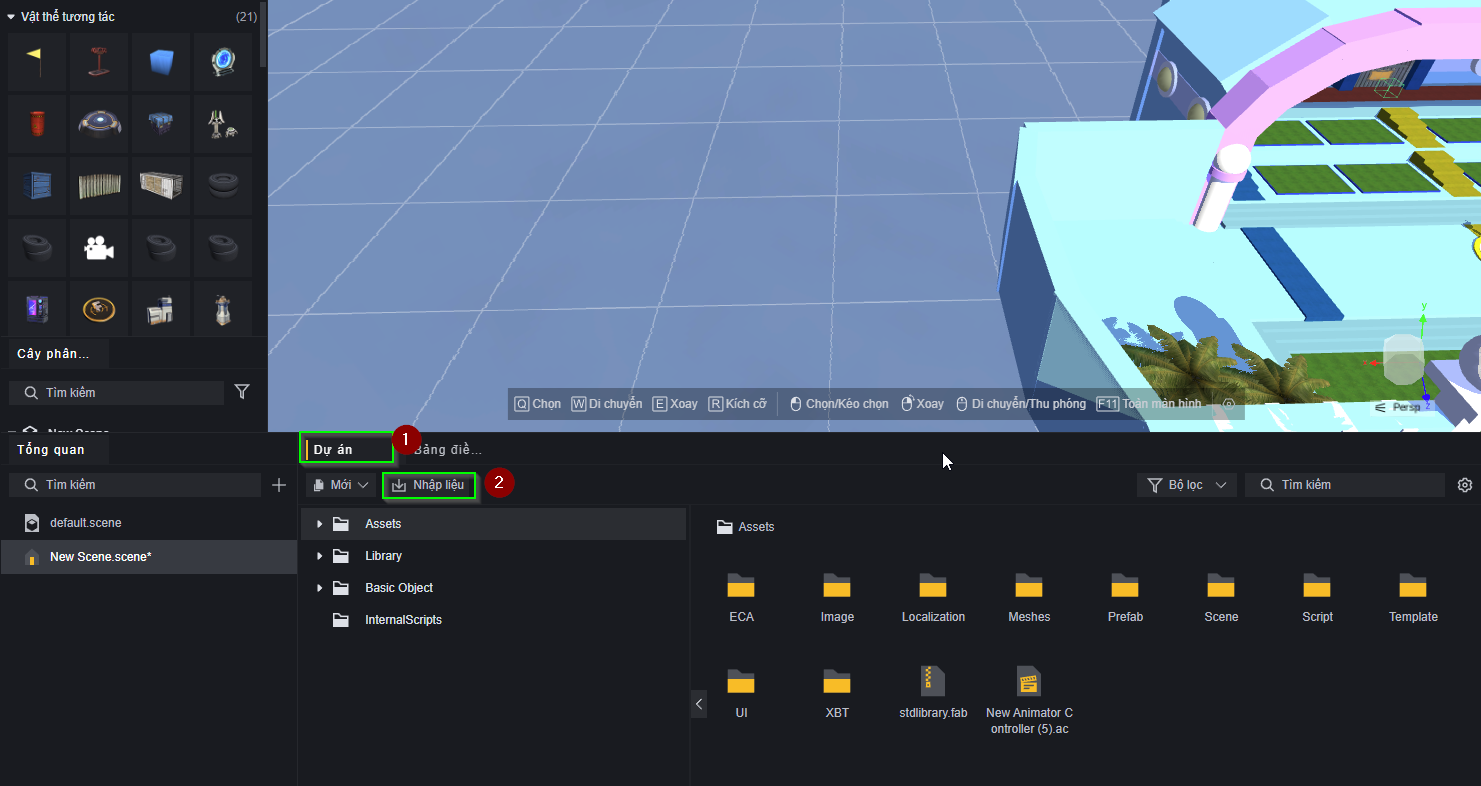 Vật thể tương tác (21)
Cây phân...
Tìm kiếm
New Scene
Q Chọn W Di chuyển E Xoay R Kích cỡ Chọn/Kéo chọn Xoay Di chuyển/Thu phóng F11 Toàn màn hình
y
z
Persp
Tổng quan
Tìm kiếm
default.scene
New Scene.scene*
Dự án
1
Bảng điề...
Mới
Nhập liệu
2
Bộ lọc
Tìm kiếm
Assets
Library
Basic Object
InternalScripts
Assets
ECA Image Localization Meshes Prefab Scene Script Template
UI XBT stdlibrary.fab New Animator C
ontroller (5).ac